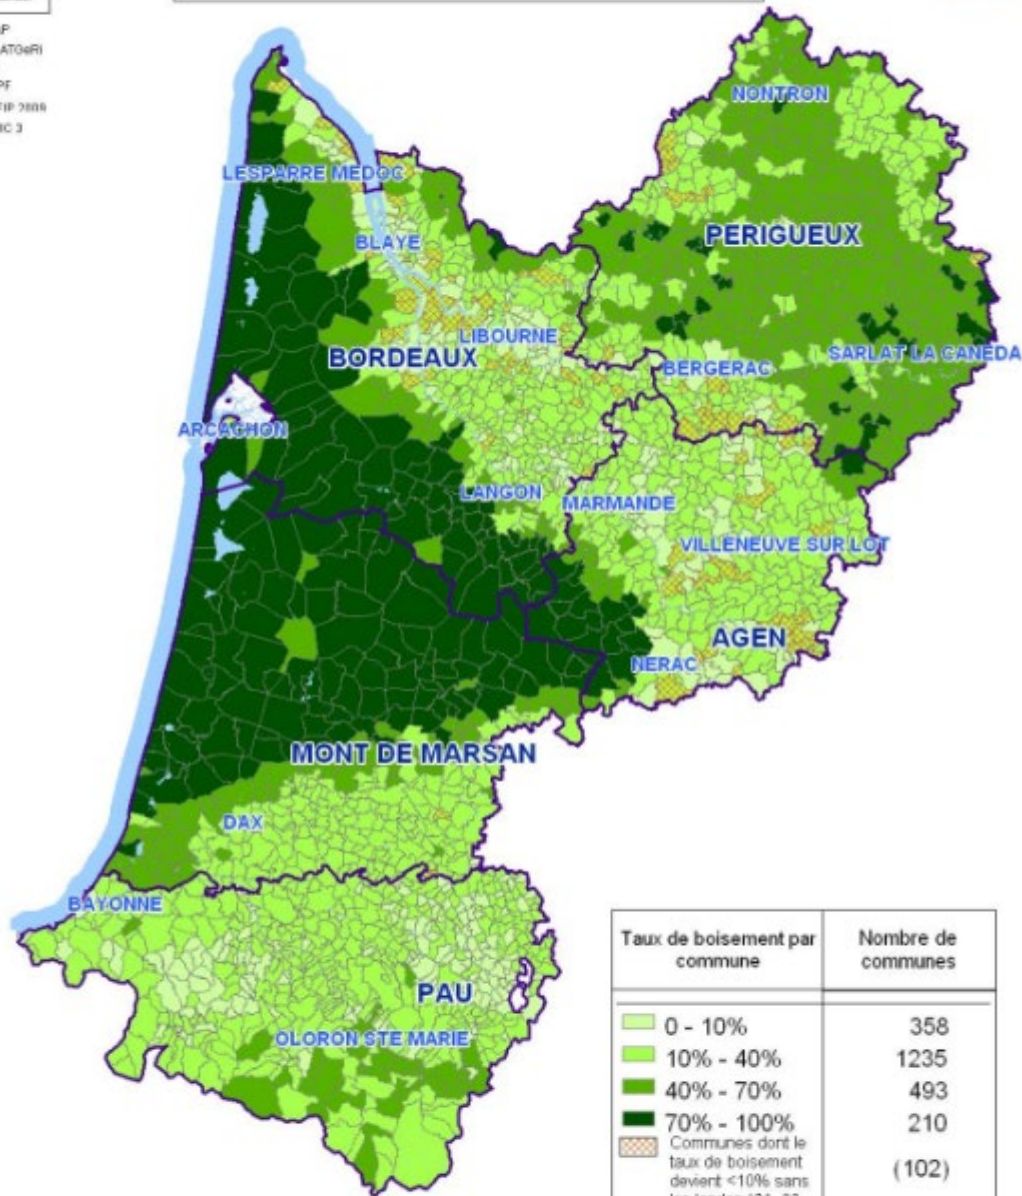 NONTRON
LESPARRE MEDOC
PERIGUEUX
BLAYE
LIBOURNE
BORDEAUX
SARLAT LA CANEDA
BERGERAC
ARCACHON
LANGON
MARMANDE
VILLENEUVE SUR LOT
AGEN
NERAC
MONT DE MARSAN
DAX
BAYONNE
PAU
OLORON STE MARIE
Taux de boisement par
commune
Nombre de
communes
0 - 10% 358
10% - 40% 1235
40% - 70% 493
70% - 100% 210
Communes dont le
taux de boisement
devient <10% sans
(102)